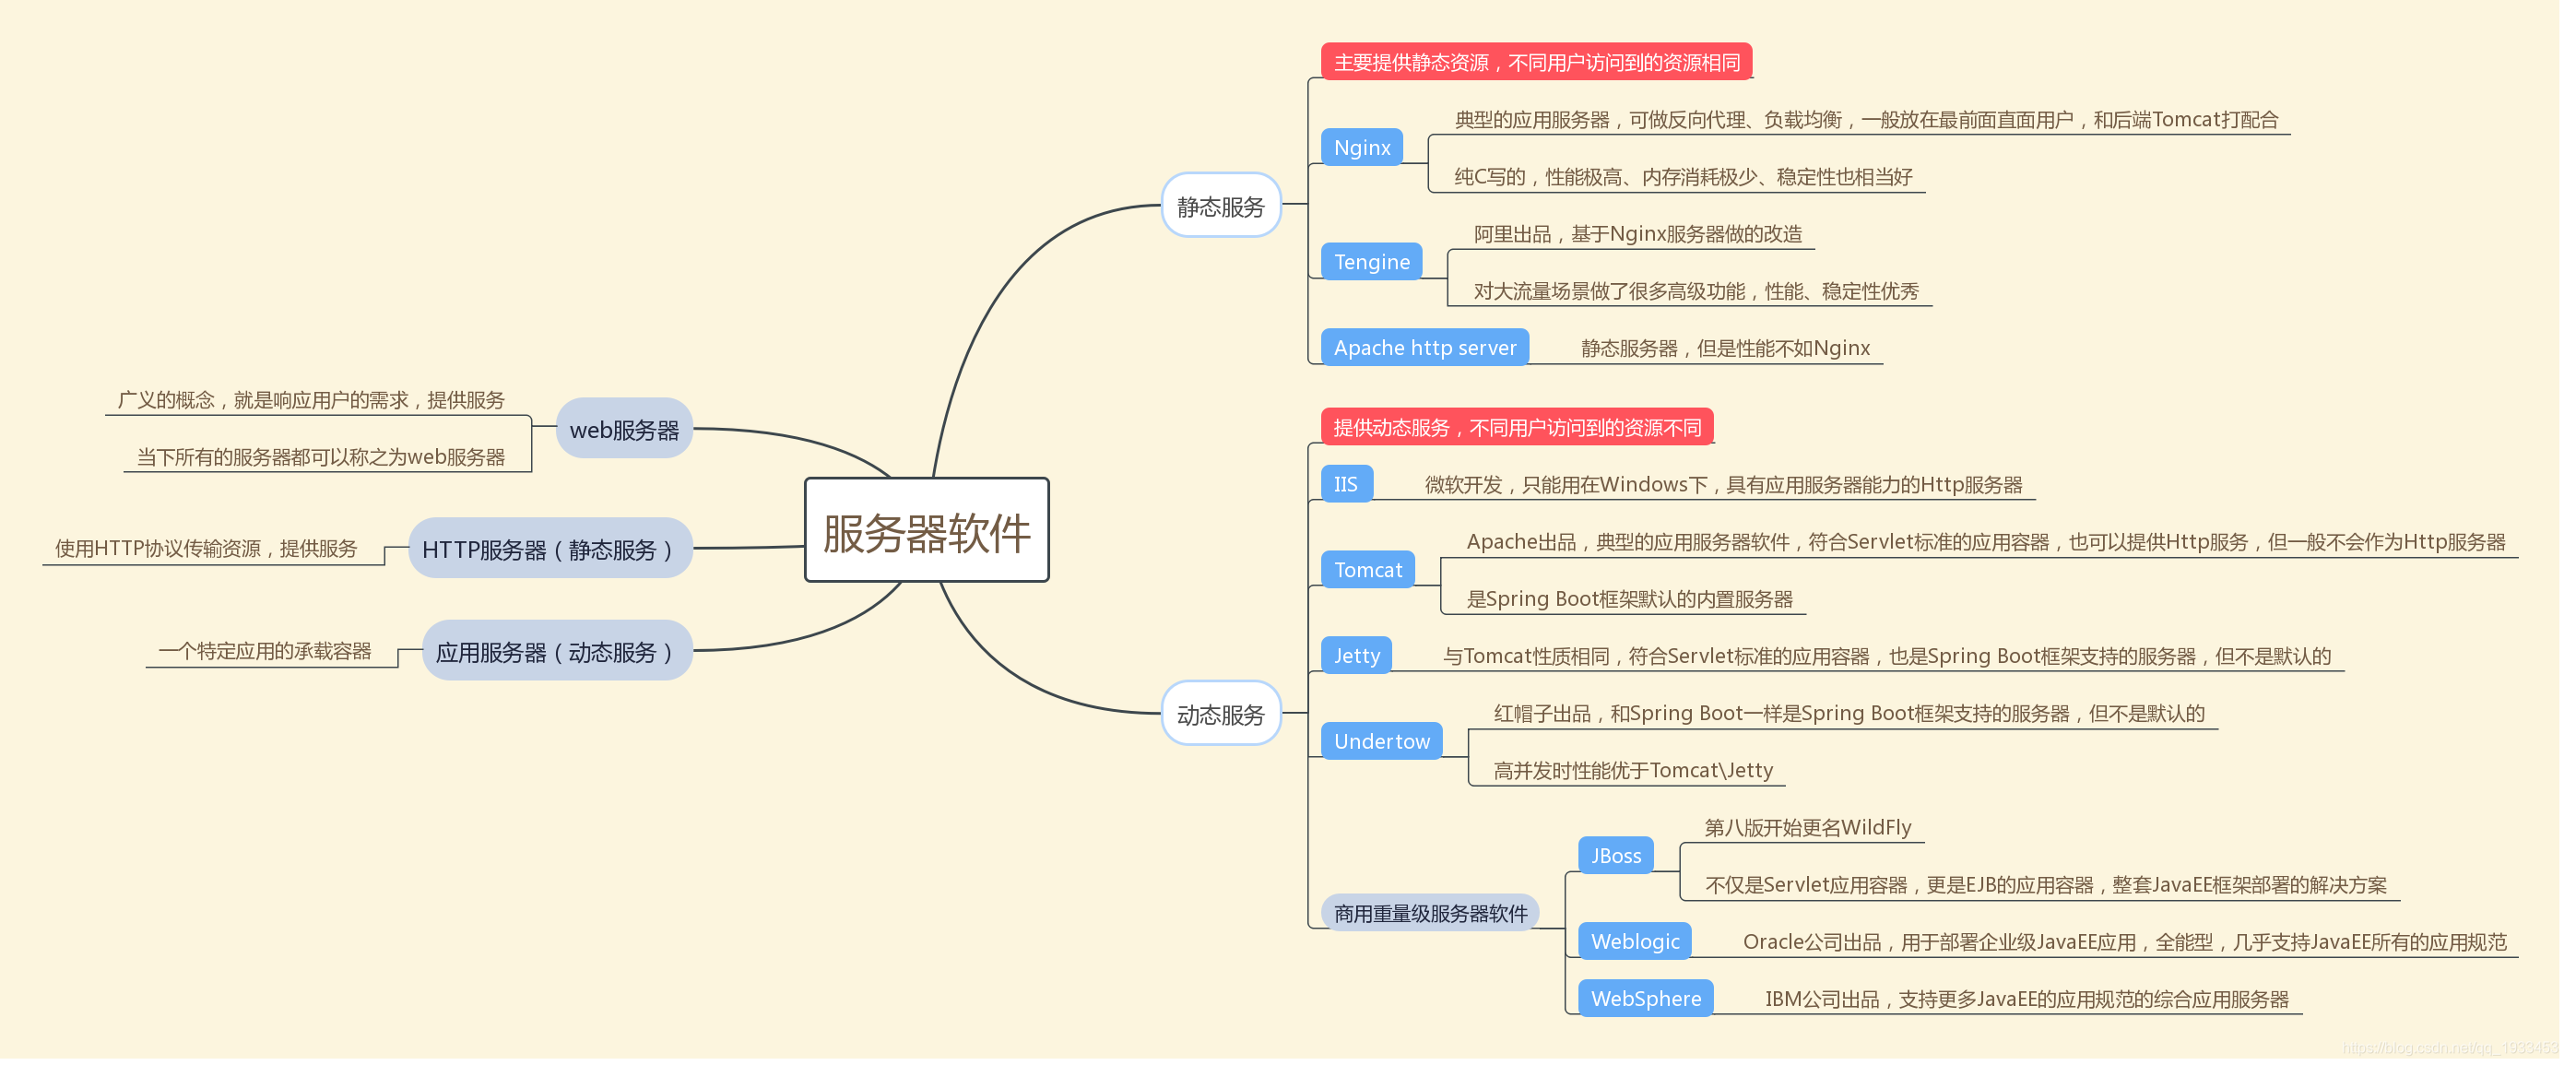 服务器软件
静态服务
主要提供静态资源，不同用户访问到的资源相同
Nginx
典型的应用服务器，可做反向代理、负载均衡，一般放在最前面直面用户，和后端Tomcat打配合
纯C写的，性能极高、内存消耗极少、稳定性也相当好
Tengine
阿里出品，基于Nginx服务器做的改造
对大流量场景做了很多高级功能，性能、稳定性优秀
Apache http server
静态服务器，但是性能不如Nginx
动态服务
提供动态服务，不同用户访问到的资源不同
IIS
微软开发，只能用在Windows下，具有应用服务器能力的Http服务器
Tomcat
Apache出品，典型的应用服务器软件，符合Servlet标准的应用容器，也可以提供Http服务，但一般不会作为Http服务器
是Spring Boot框架默认的内置服务器
Jetty
与Tomcat性质相同，符合Servlet标准的应用容器，也是Spring Boot框架支持的服务器，但不是默认的
Undertow
红帽子出品，和Spring Boot一样是Spring Boot框架支持的服务器，但不是默认的
高并发时性能优于Tomcat\Jetty
商用重量级服务器软件
JBoss
第八版开始更名WildFly
不仅是Servlet应用容器，更是EJB的应用容器，整套JavaEE框架部署的解决方案
Weblogic
Oracle公司出品，用于部署企业级JavaEE应用，全能型，几乎支持JavaEE所有的应用规范
WebSphere
IBM公司出品，支持更多JavaEE的应用规范的综合应用服务器
web服务器
广义的概念，就是响应用户的需求，提供服务
当下所有的服务器都可以称之为web服务器
HTTP服务器（静态服务）
使用HTTP协议传输资源，提供服务
应用服务器（动态服务）
一个特定应用的承载容器
https://blog.csdn.net/qq_1933453